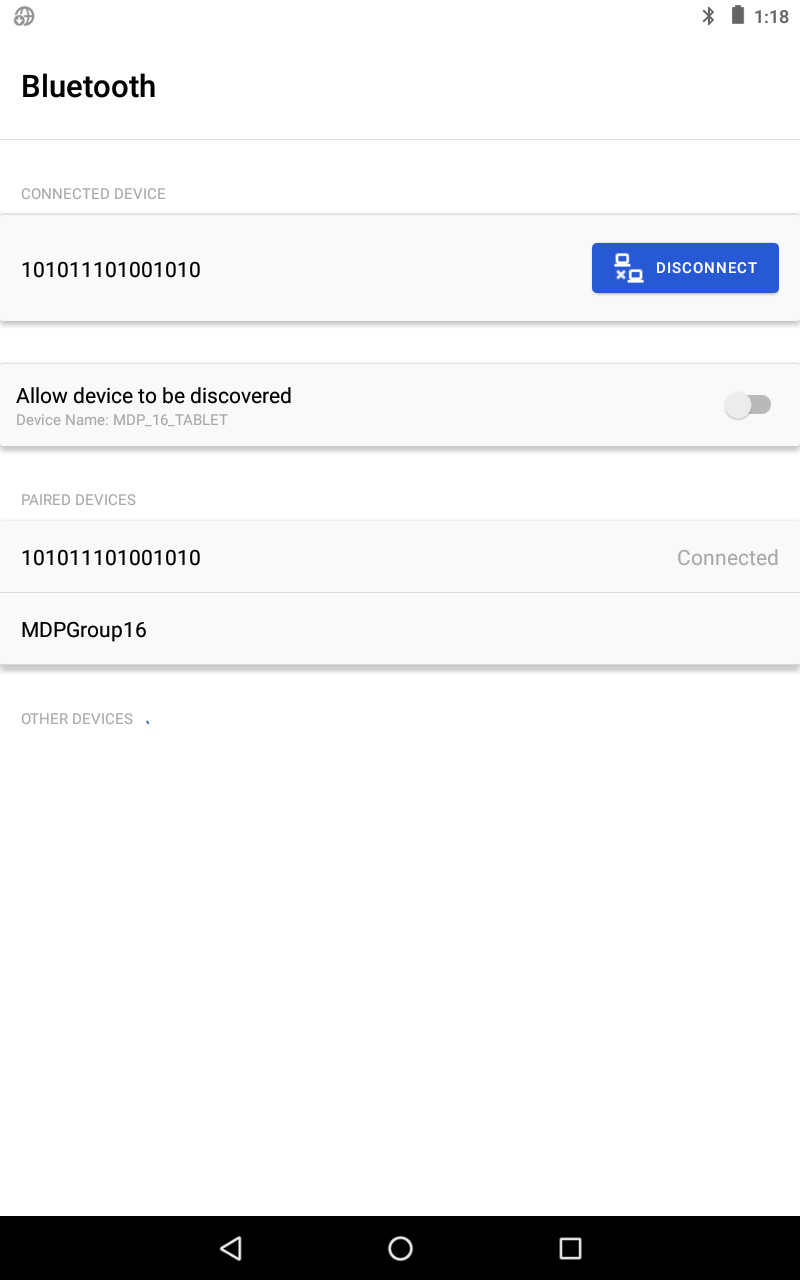 1:18
Bluetooth
CONNECTED DEVICE
101011101001010
DISCONNECT
Allow device to be discovered
Device Name: MDP_16_TABLET
PAIRED DEVICES
101011101001010 Connected
MDPGroup16
OTHER DEVICES